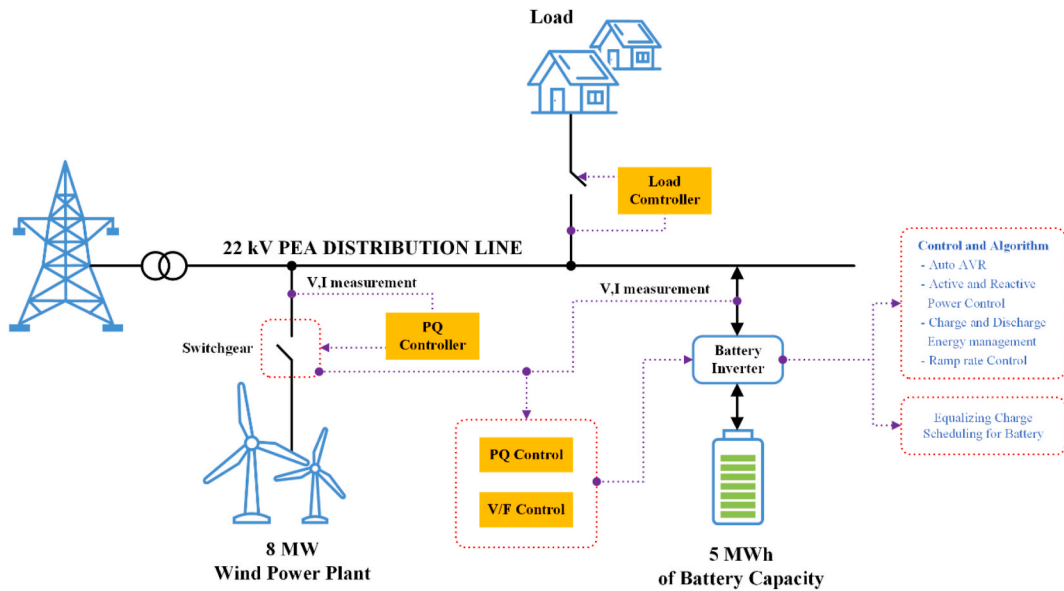 Load
Load
Comtroller
22 kV PEA DISTRIBUTION LINE
V,I measurement
V,I measurement
PQ
Controller
Switchgear
Battery
Inverter
Control and Algorithm
- Auto AVR
- Active and Reactive
Power Control
- Charge and Discharge
Energy management
- Ramp rate Control
Equalizing Charge
Scheduling for Battery
PQ Control
V/F Control
8 MW
Wind Power Plant
5 MWh
of Battery Capacity